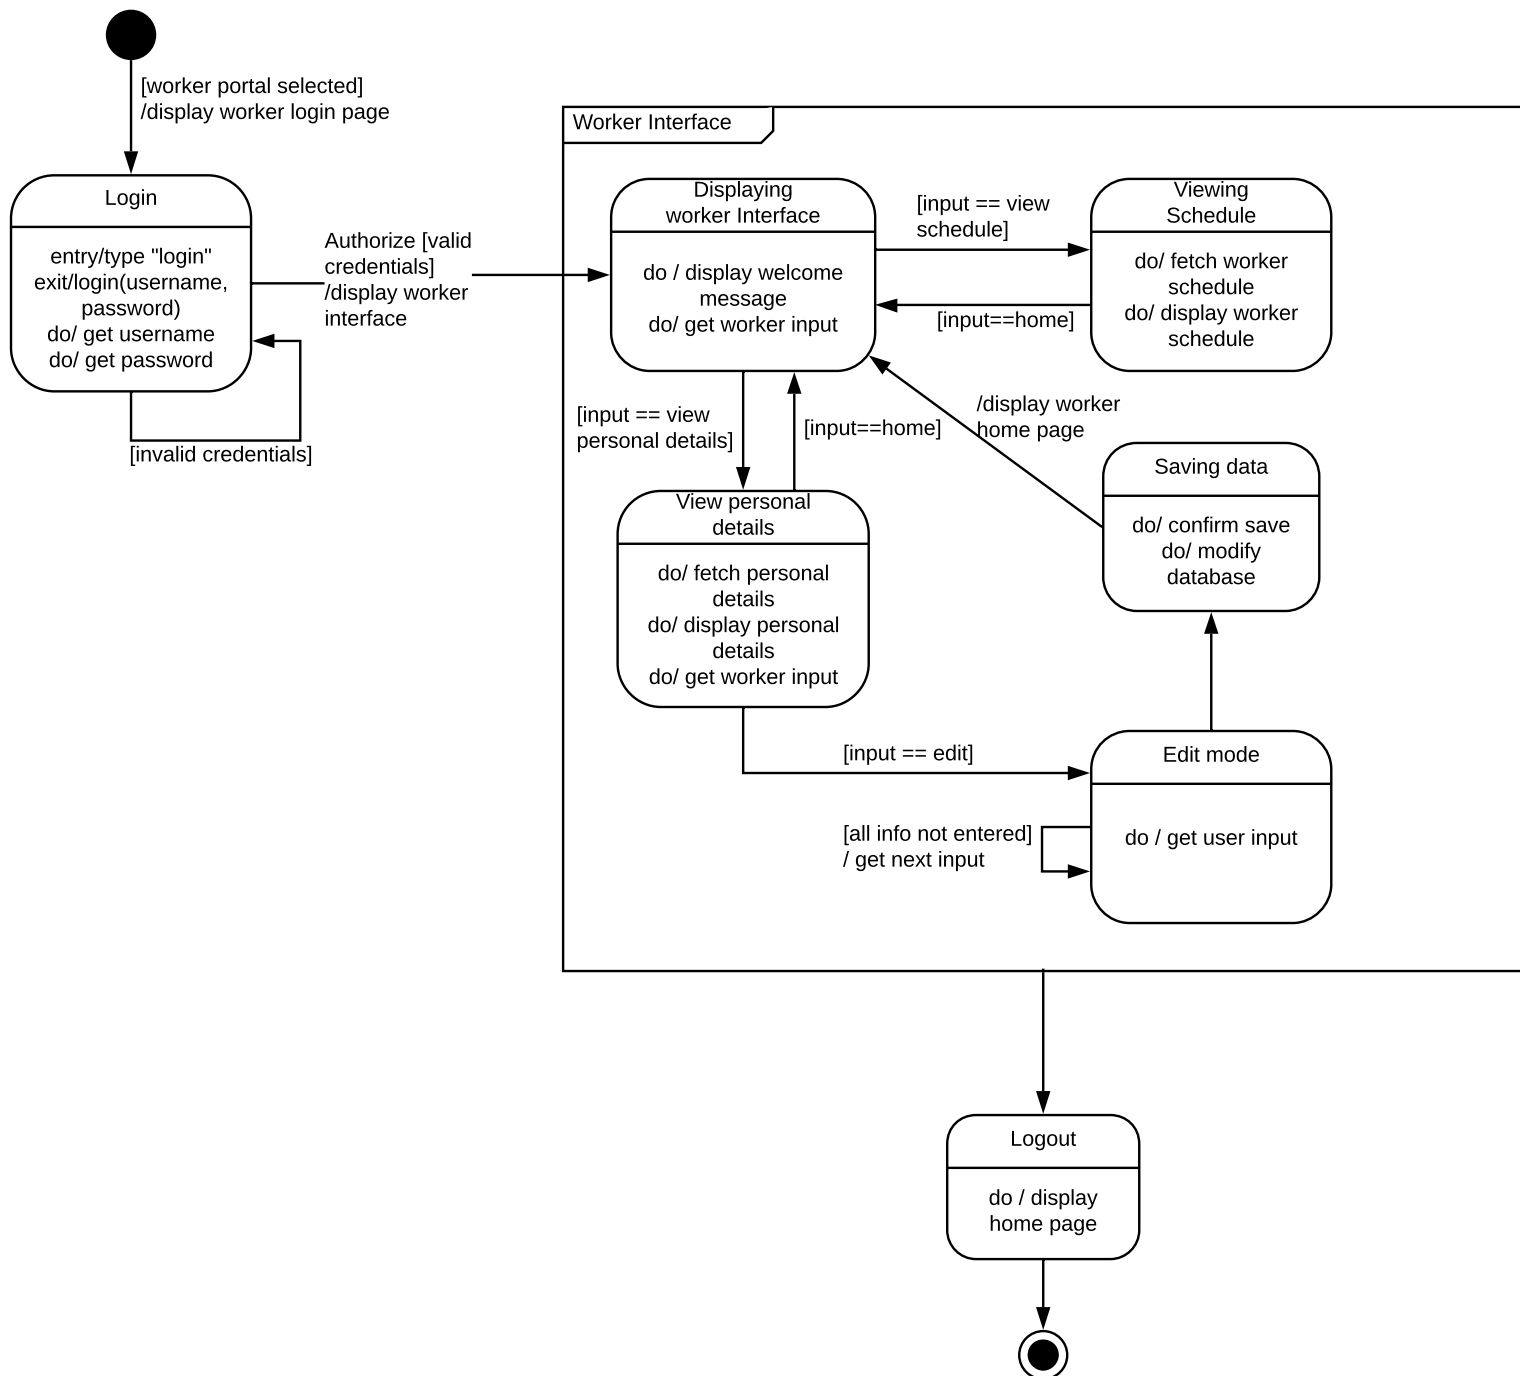 [worker portal selected]
/display worker login page
Login
entry/type "login"
exit/login(username,
password)
do/ get username
do/ get password
[invalid credentials]
Authorize [valid
credentials]
/display worker
interface
Worker Interface
Displaying
worker Interface
do / display welcome
message
do/ get worker input
[input == view
schedule]
[input==home]
Viewing
Schedule
do/ fetch worker
schedule
do/ display worker
schedule
[input == view
personal details]
[input==home]
/display worker
home page
View personal
details
do/ fetch personal
details
do/ display personal
details
do/ get worker input
Saving data
do/ confirm save
do/ modify
database
[input == edit]
Edit mode
do / get user input
[all info not entered]
/ get next input
Logout
do / display
home page